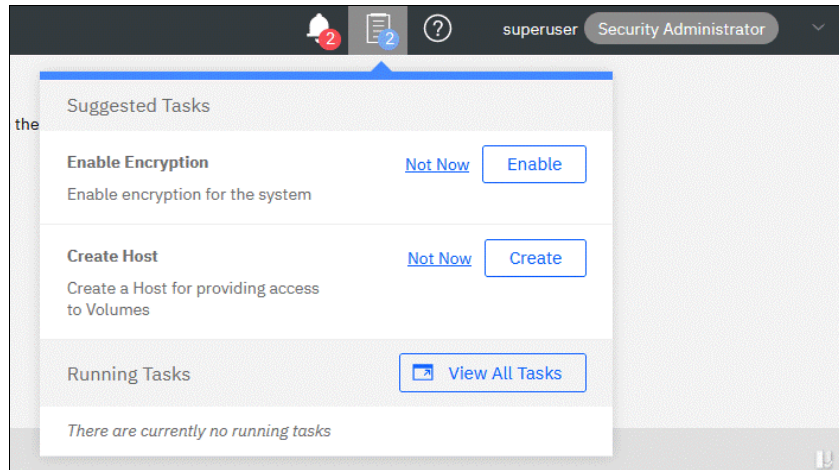 2
2
superuser Security Administrator
Suggested Tasks
the
Enable Encryption
Not Now
Enable
Enable encryption for the system
Create Host
Not Now
Create
Create a Host for providing access
to Volumes
Running Tasks
View All Tasks
There are currently no running tasks